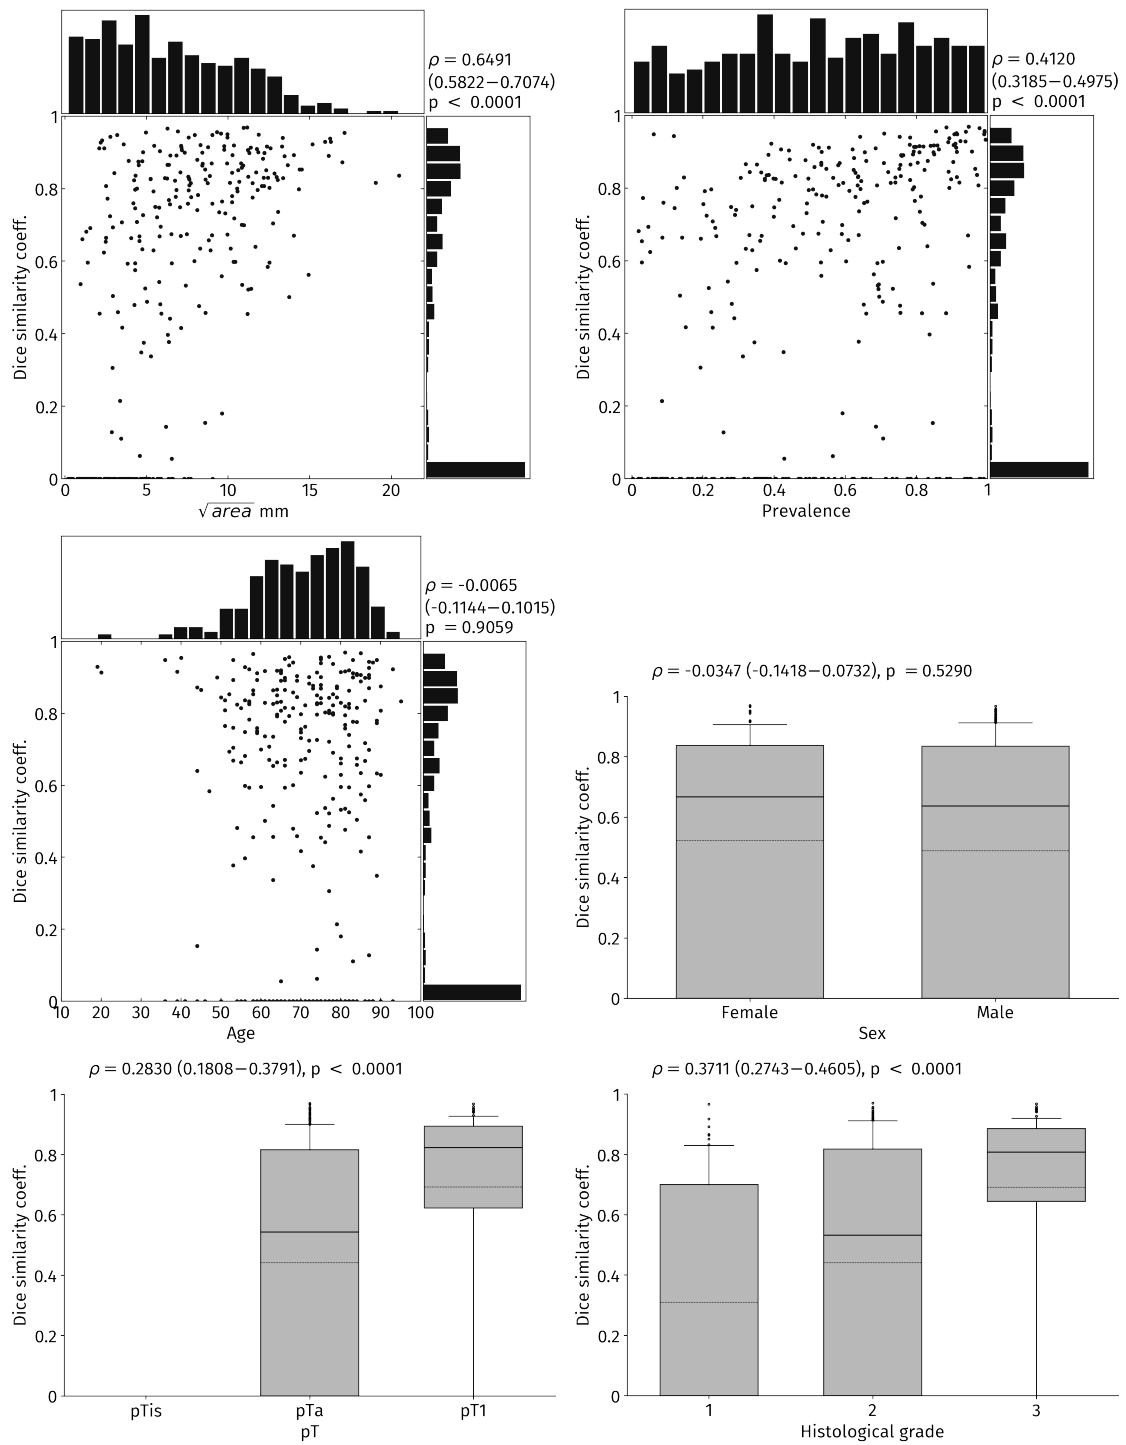 ρ = 0.6491
(0.5822−0.7074)
p < 0.0001
1
0.8
0.6
0.4
0.2
0
Dice similarity coeff.
0 5 10 15 20
√area mm
ρ = 0.4120
(0.3185−0.4975)
p < 0.0001
1
0.8
0.6
0.4
0.2
0
Dice similarity coeff.
0 0.2 0.4 0.6 0.8 1
Prevalence
ρ = -0.0065
(-0.1144−0.1015)
p = 0.9059
1
0.8
0.6
0.4
0.2
0
Dice similarity coeff.
10 20 30 40 50 60 70 80 90 100
Age
ρ = -0.0347 (-0.1418−0.0732), p = 0.5290
1
0.8
0.6
0.4
0.2
0
Dice similarity coeff.
Female Male
Sex
ρ = 0.2830 (0.1808−0.3791), p < 0.0001
1
0.8
0.6
0.4
0.2
0
Dice similarity coeff.
pTis pTa pT1
pT
ρ = 0.3711 (0.2743−0.4605), p < 0.0001
1
0.8
0.6
0.4
0.2
0
Dice similarity coeff.
1 2 3
Histological grade